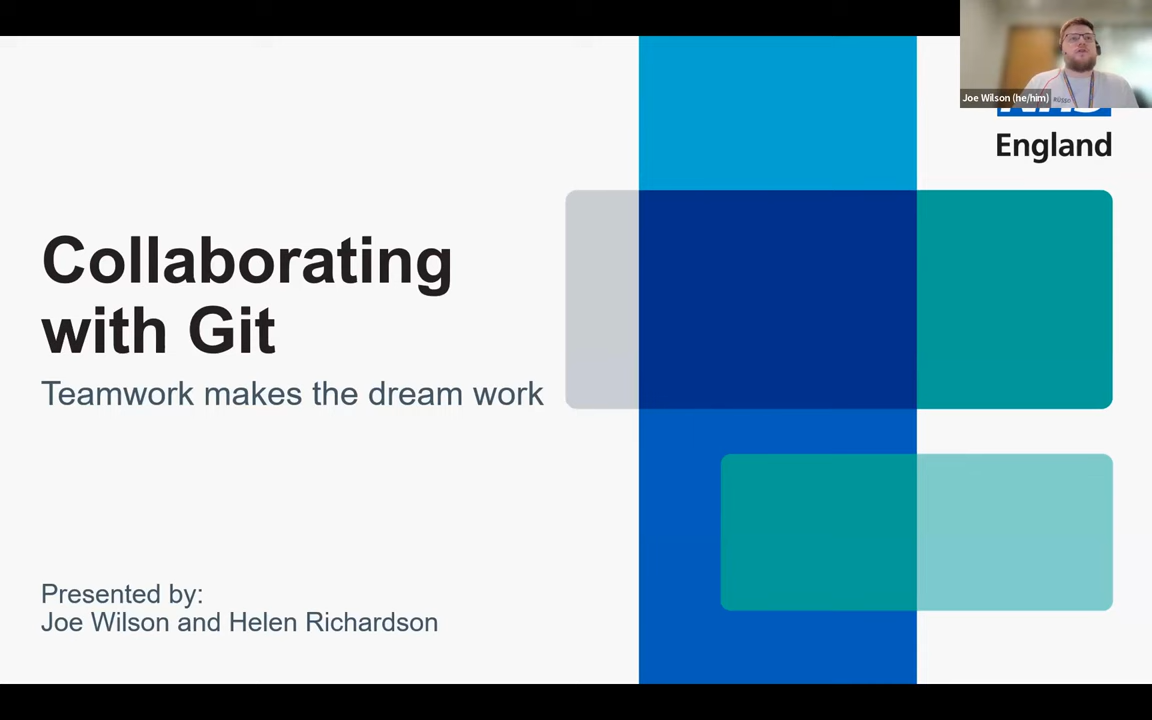 Joe Wilson (he/him)
England
Collaborating
with Git
Teamwork makes the dream work
Presented by:
Joe Wilson and Helen Richardson